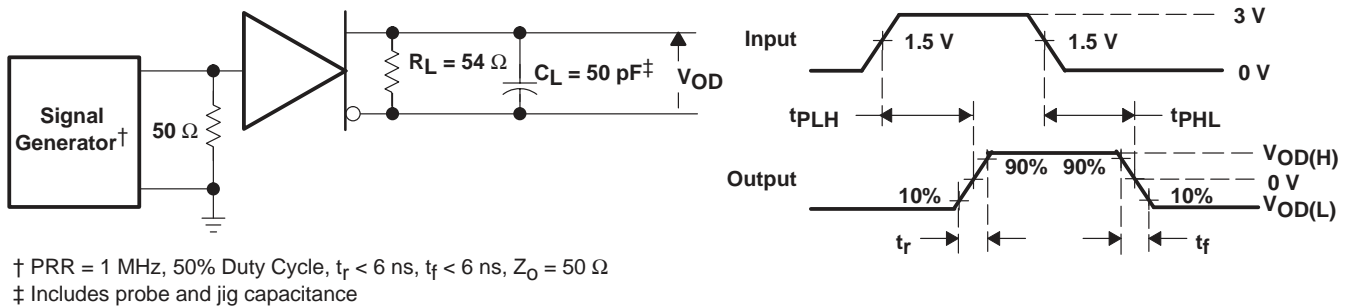 Signal
Generator†
50 Ω
RL = 54 Ω
CL = 50 pF‡
VOD
Input
3 V
1.5 V
1.5 V
0 V
tPLH
tPHL
Output
VOD(H)
90%
90%
0 V
10%
10%
VOD(L)
tr
tf
† PRR = 1 MHz, 50% Duty Cycle, tr < 6 ns, tf < 6 ns, ZO = 50 Ω
‡ Includes probe and jig capacitance